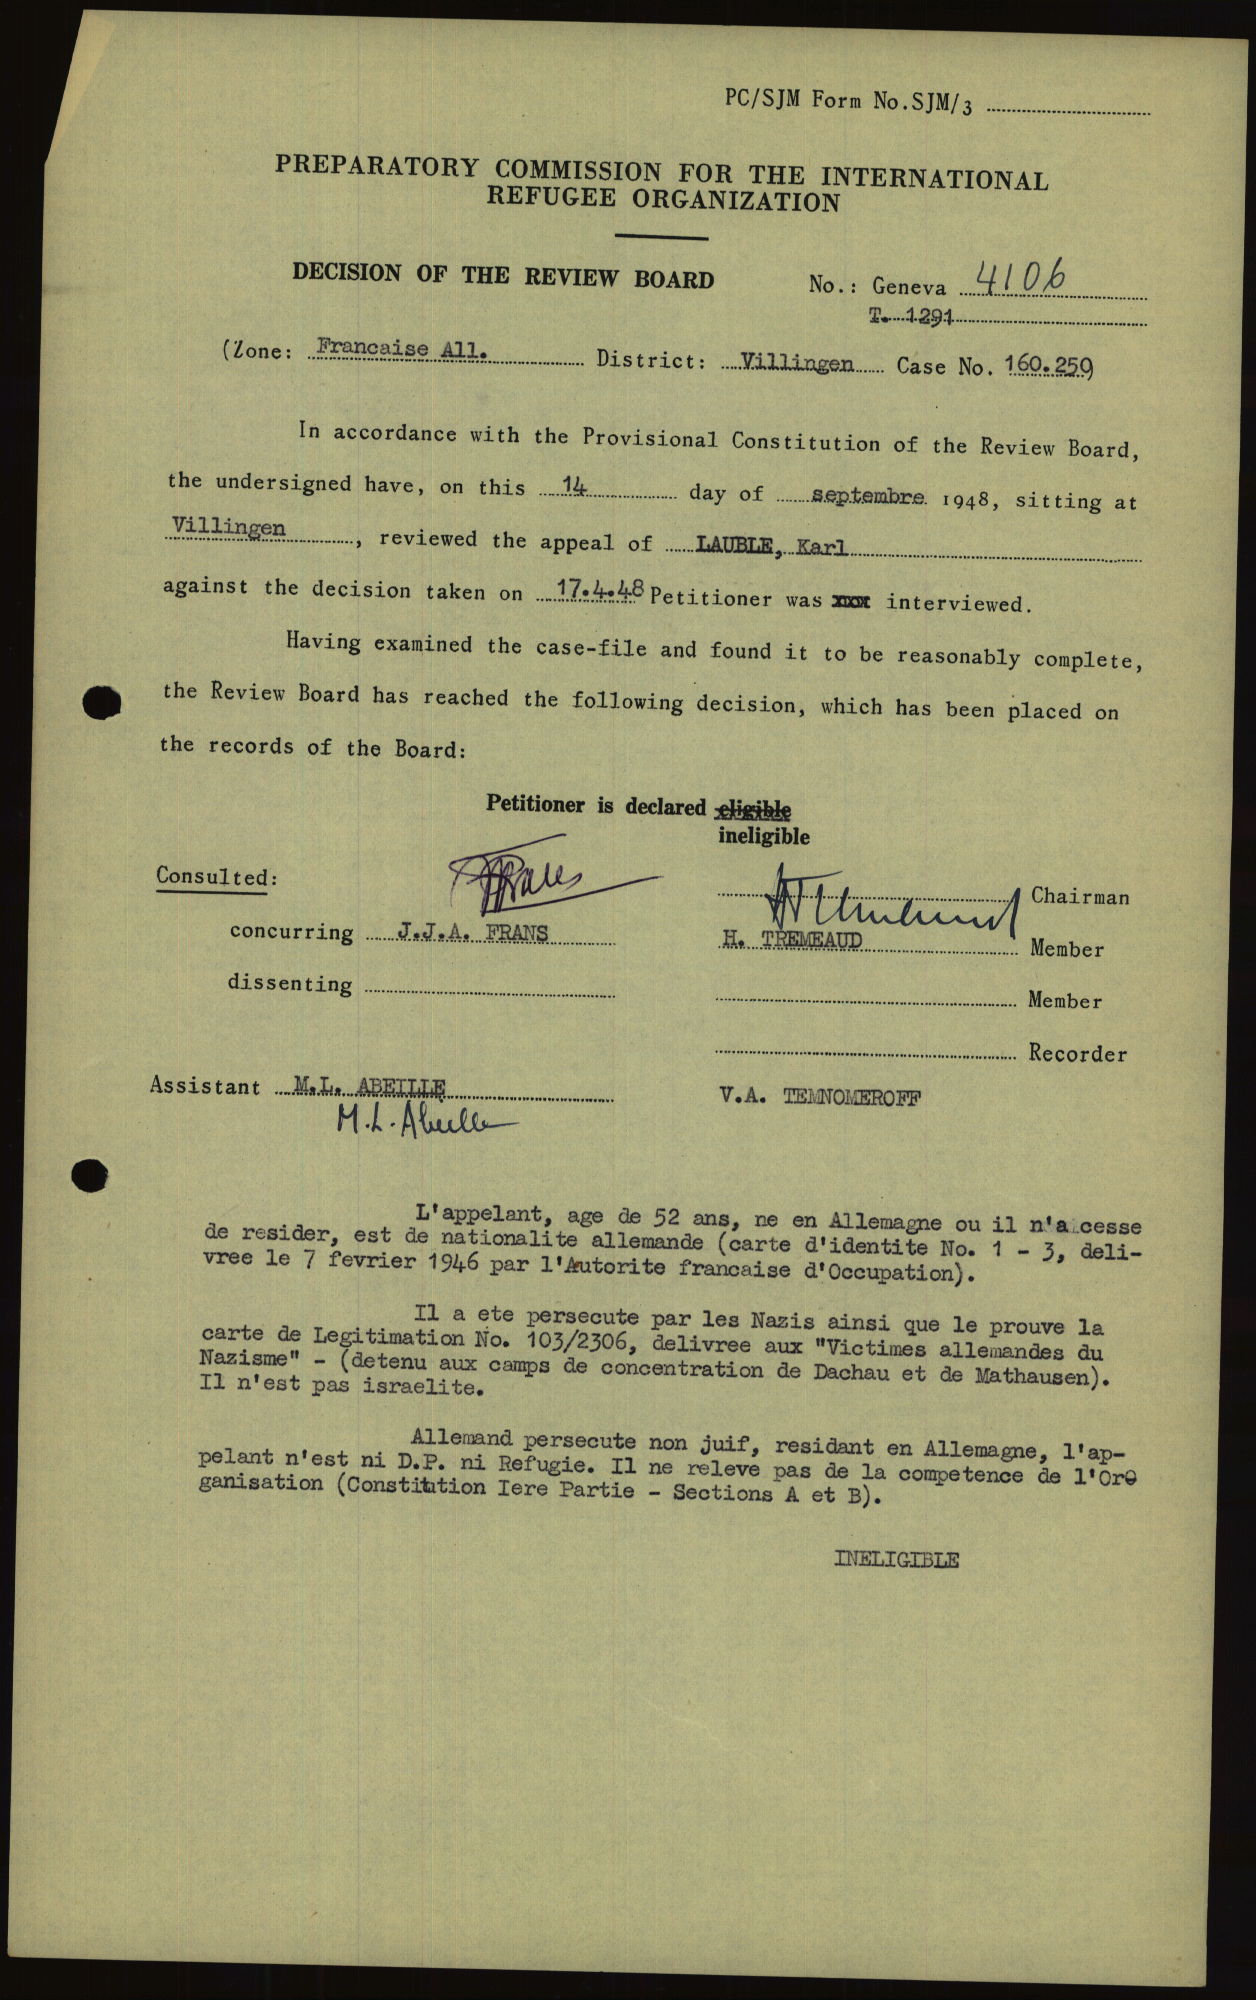 PC/SJM Form No.SJM/3
PREPARATORY COMMISSION FOR THE INTERNATIONAL
REFUGEE ORGANIZATION
DECISION OF THE REVIEW BOARD No.: Geneva 4106
T. 1291
(Zone: Francaise All. District: Villingen Case No. 160.259
In accordance with the Provisional Constitution of the Review Board,
the undersigned have, on this 14 day of septembre 1948, sitting at
Villingen, reviewed the appeal of LAUBLE, Karl
against the decision taken on 17.4.48 Petitioner was xxx interviewed.
Having examined the case-file and found it to be reasonably complete,
the Review Board has reached the following decision, which has been placed on
the records of the Board:
Petitioner is declared eligible
ineligible
Consulted:
Chairman
concurring J.J.A. FRANS H. TREMEAUD Member
dissenting Member
Recorder
Assistant M.L. ABEILLE V.A. TEMNOMEROFF
M.L. Abeille
L'appelant, age de 52 ans, ne en Allemagne ou il n'a cesse
de resider, est de nationalite allemande (carte d'identite No. 1 - 3, deli-
vree le 7 fevrier 1946 par l'Autorite francaise d'Occupation).
Il a ete persecute par les Nazis ainsi que le prouve la
carte de Legitimation No. 103/2306, delivree aux "Victimes allemandes du
Nazisme" - (detenu aux camps de concentration de Dachau et de Mathausen).
Il n'est pas israelite.
Allemand persecute non juif, residant en Allemagne, l'ap-
pelant n'est ni D.P. ni Refugie. Il ne releve pas de la competence de l'Or-
ganisation (Constitution Iere Partie - Sections A et B).
INELIGIBLE